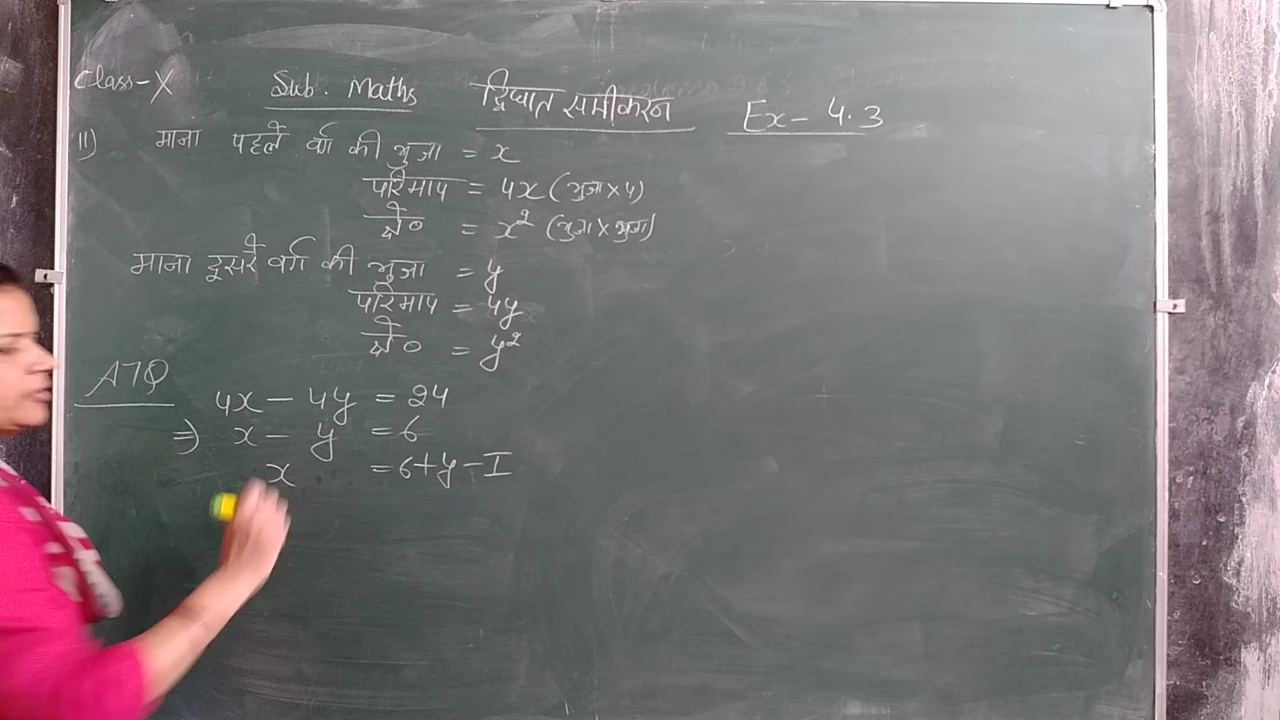 Class-X Sub. Maths द्विघात समीकरन Ex- 4.3
11) माना पहले वर्ग की भुजा = x
परिमाप = 4x (भुजा x 4)
क्षे० = x² (भुजा x भुजा)
माना दूसरे वर्ग की भुजा = y
परिमाप = 4y
क्षे० = y²
ATQ
4x - 4y = 24
⇒) x - y = 6
x = 6+y - I